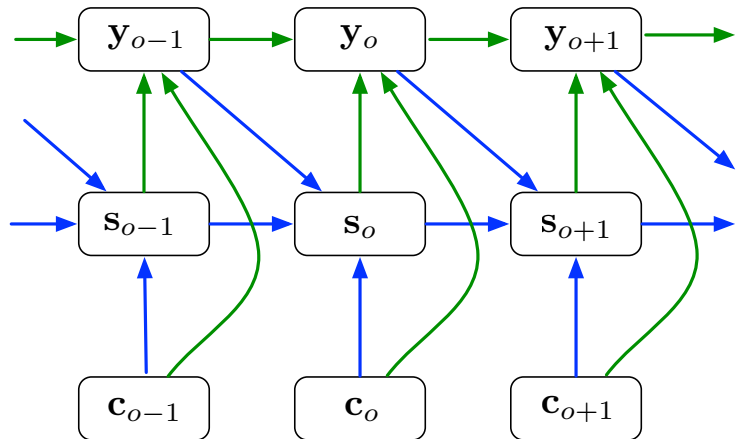 y_{o−1} y_o y_{o+1}
s_{o−1} s_o s_{o+1}
c_{o−1} c_o c_{o+1}